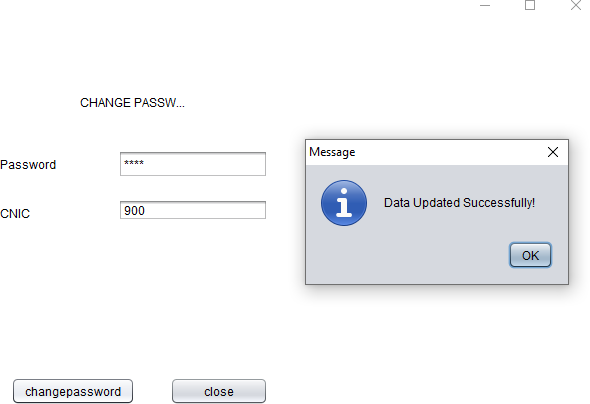 CHANGE PASSW...
Password
****
CNIC
900
Message
Data Updated Successfully!
OK
changepassword
close